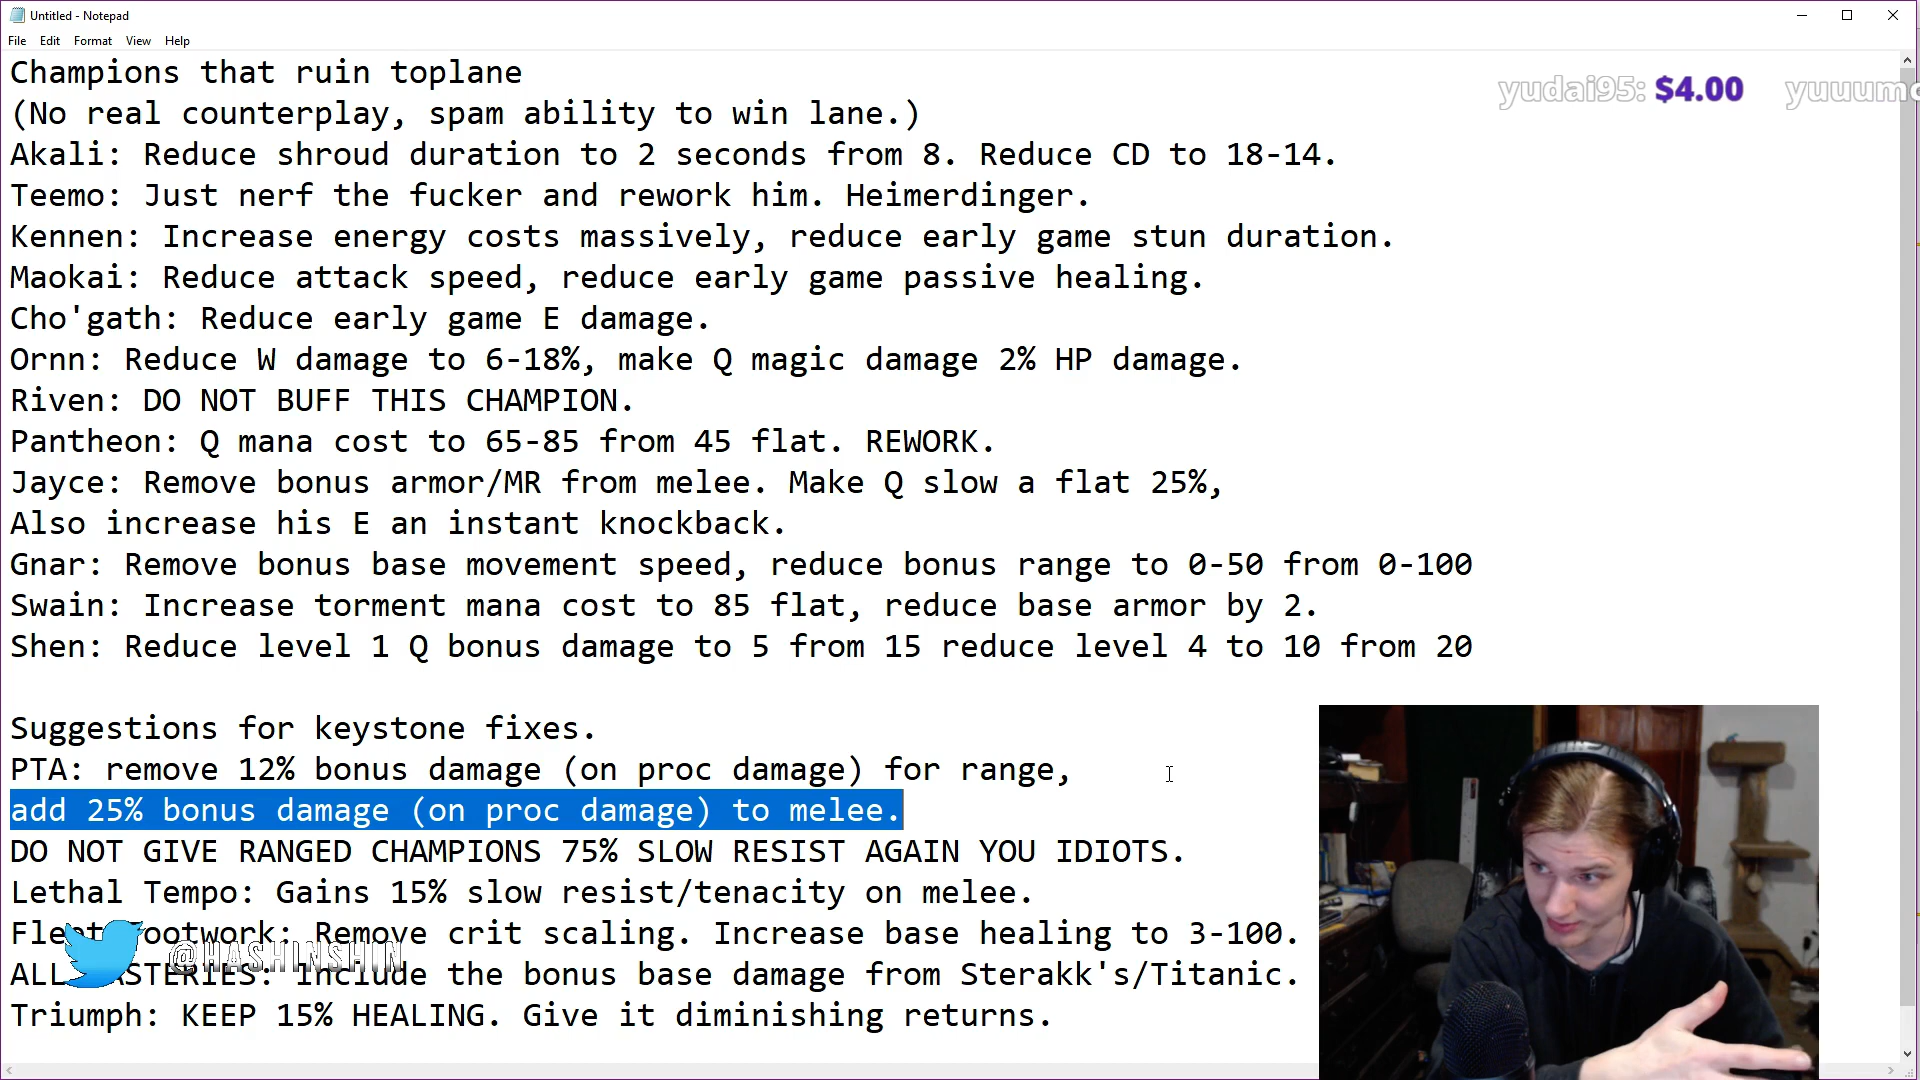 Untitled - Notepad
File Edit Format View Help
Champions that ruin toplane
(No real counterplay, spam ability to win lane.)
Akali: Reduce shroud duration to 2 seconds from 8. Reduce CD to 18-14.
Teemo: Just nerf the fucker and rework him. Heimerdinger.
Kennen: Increase energy costs massively, reduce early game stun duration.
Maokai: Reduce attack speed, reduce early game passive healing.
Cho'gath: Reduce early game E damage.
Ornn: Reduce W damage to 6-18%, make Q magic damage 2% HP damage.
Riven: DO NOT BUFF THIS CHAMPION.
Pantheon: Q mana cost to 65-85 from 45 flat. REWORK.
Jayce: Remove bonus armor/MR from melee. Make Q slow a flat 25%,
Also increase his E an instant knockback.
Gnar: Remove bonus base movement speed, reduce bonus range to 0-50 from 0-100
Swain: Increase torment mana cost to 85 flat, reduce base armor by 2.
Shen: Reduce level 1 Q bonus damage to 5 from 15 reduce level 4 to 10 from 20
Suggestions for keystone fixes.
PTA: remove 12% bonus damage (on proc damage) for range,
add 25% bonus damage (on proc damage) to melee.
DO NOT GIVE RANGED CHAMPIONS 75% SLOW RESIST AGAIN YOU IDIOTS.
Lethal Tempo: Gains 15% slow resist/tenacity on melee.
Fleet Footwork: Remove crit scaling. Increase base healing to 3-100.
ALL MASTERIES: Include the bonus base damage from Sterakk's/Titanic.
Triumph: KEEP 15% HEALING. Give it diminishing returns.
yudai95: $4.00
@HASHINSHIN